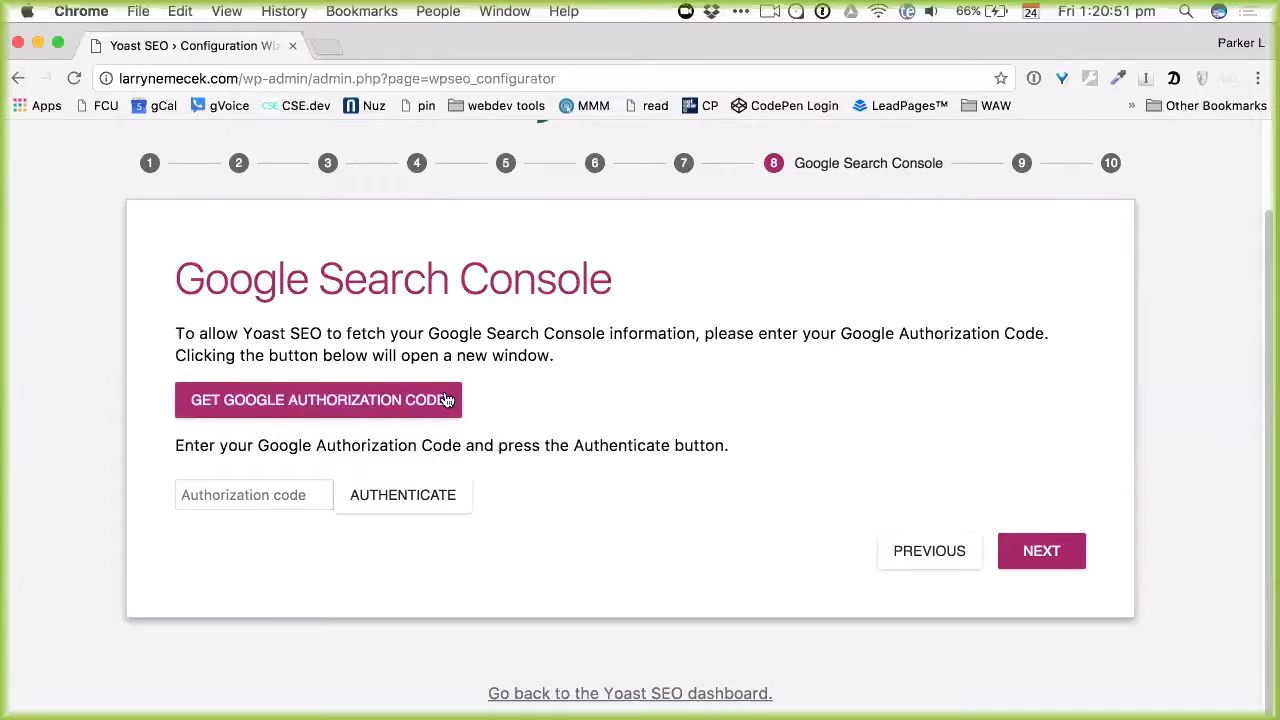 Chrome File Edit View History Bookmarks People Window Help 66% 24 Fri 1:20:51 pm
Yoast SEO › Configuration Wiz Parker L
larrynemecek.com/wp-admin/admin.php?page=wpseo_configurator
Apps FCU gCal gVoice CSE CSE.dev Nuz pin webdev tools MMM read CP CodePen Login LeadPages™ WAW » Other Bookmarks
1 2 3 4 5 6 7 8 Google Search Console 9 10
Google Search Console
To allow Yoast SEO to fetch your Google Search Console information, please enter your Google Authorization Code.
Clicking the button below will open a new window.
GET GOOGLE AUTHORIZATION CODE
Enter your Google Authorization Code and press the Authenticate button.
Authorization code AUTHENTICATE
PREVIOUS NEXT
Go back to the Yoast SEO dashboard.